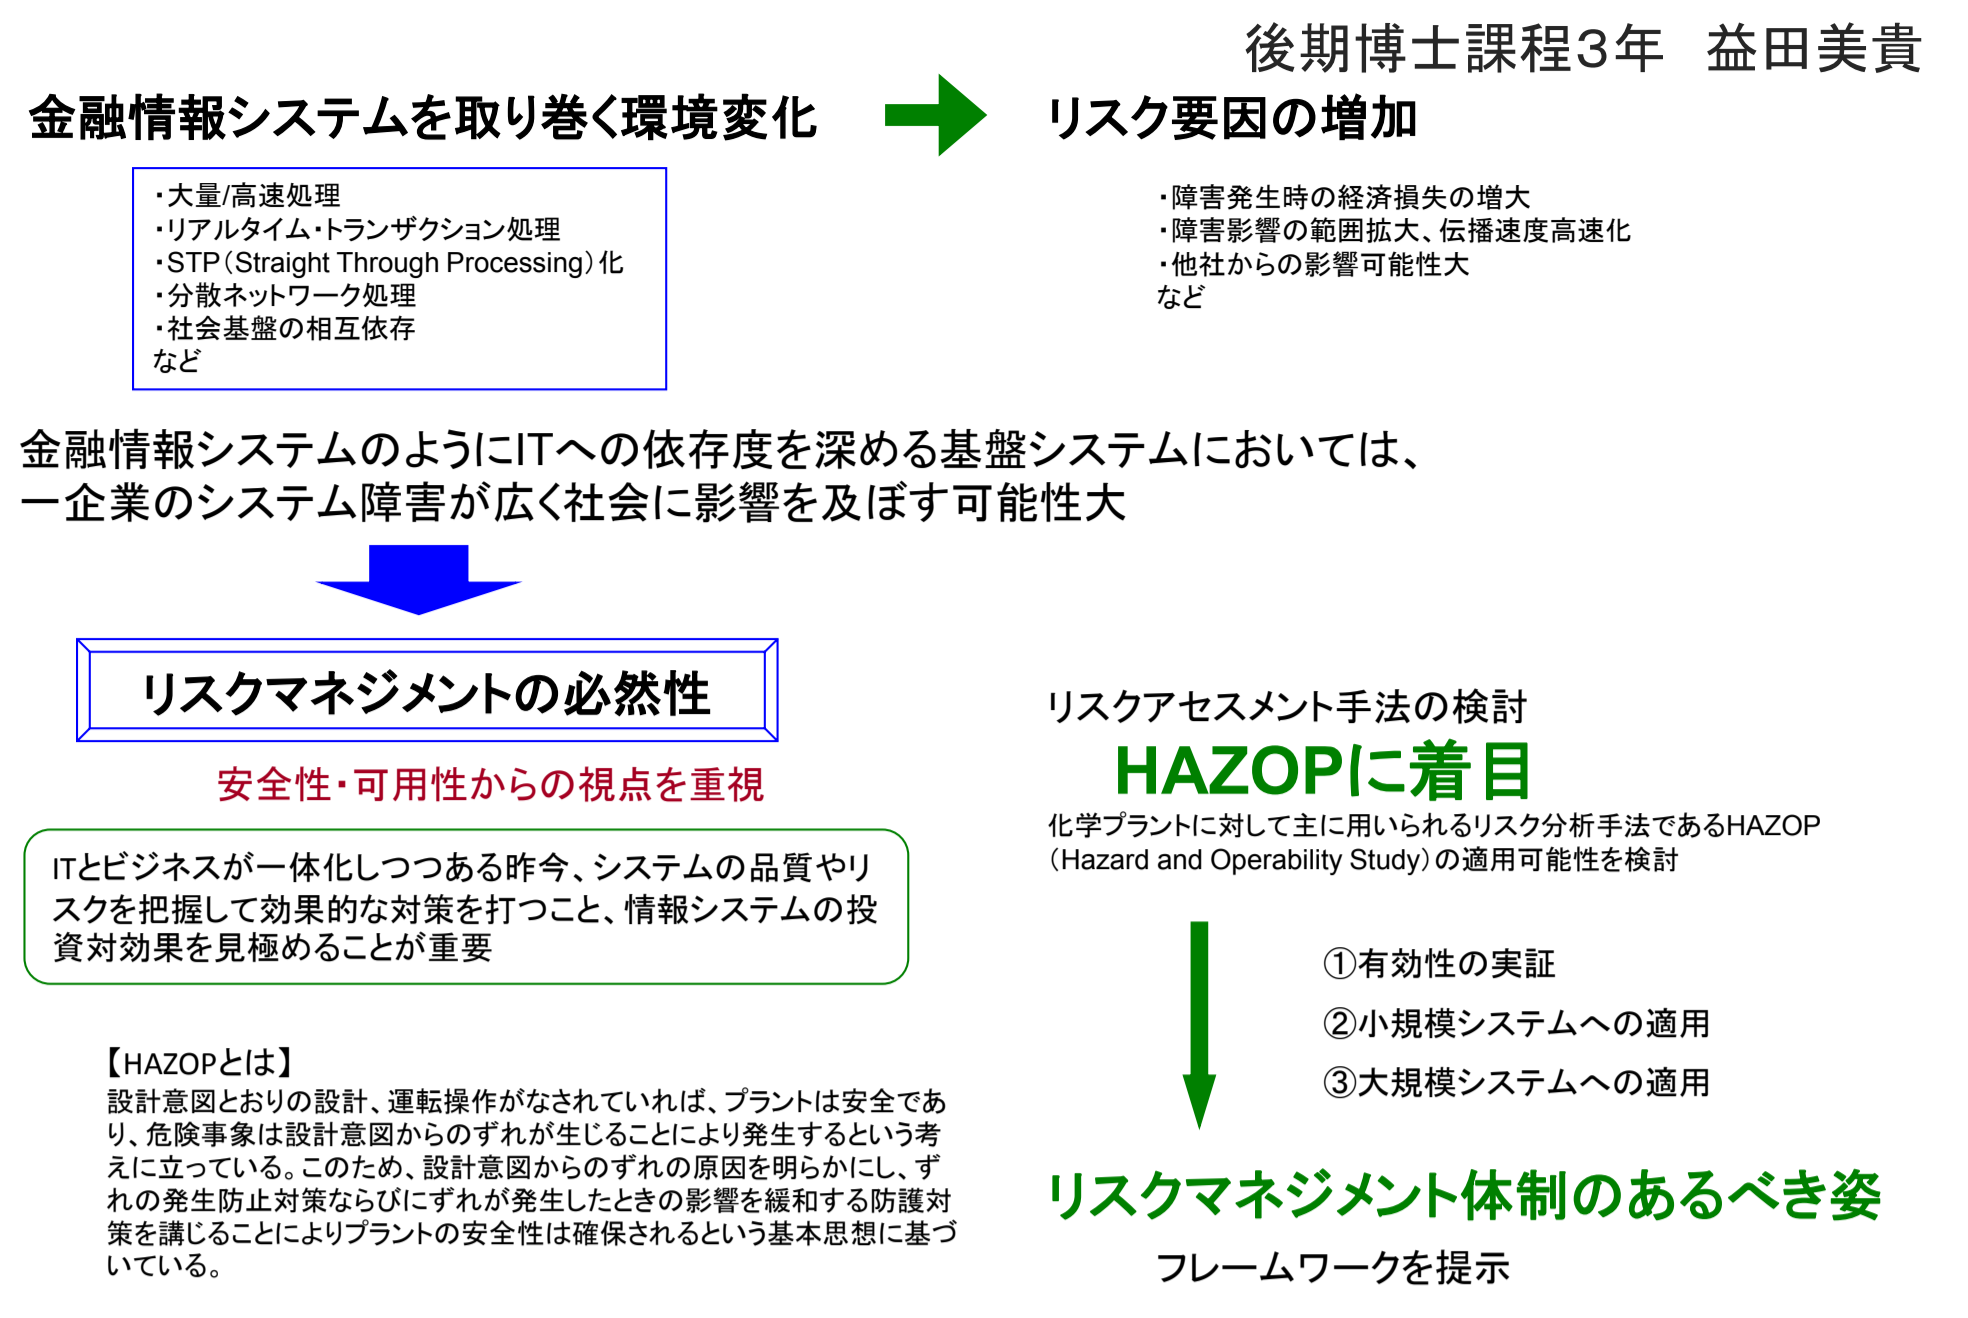 後期博士課程3年　益田美貴
金融情報システムを取り巻く環境変化
リスク要因の増加
・大量/高速処理
・リアルタイム・トランザクション処理
・STP（Straight Through Processing）化
・分散ネットワーク処理
・社会基盤の相互依存
など
・障害発生時の経済損失の増大
・障害影響の範囲拡大、伝播速度高速化
・他社からの影響可能性大
など
金融情報システムのようにITへの依存度を深める基盤システムにおいては、
一企業のシステム障害が広く社会に影響を及ぼす可能性大
リスクマネジメントの必然性
安全性・可用性からの視点を重視
ITとビジネスが一体化しつつある昨今、システムの品質やリ
スクを把握して効果的な対策を打つこと、情報システムの投
資対効果を見極めることが重要
【HAZOPとは】
設計意図とおりの設計、運転操作がなされていれば、プラントは安全であ
り、危険事象は設計意図からのずれが生じることにより発生するという考
えに立っている。このため、設計意図からのずれの原因を明らかにし、ず
れの発生防止対策ならびにずれが発生したときの影響を緩和する防護対
策を講じることによりプラントの安全性は確保されるという基本思想に基づ
いている。
リスクアセスメント手法の検討
HAZOPに着目
化学プラントに対して主に用いられるリスク分析手法であるHAZOP
（Hazard and Operability Study）の適用可能性を検討
①有効性の実証
②小規模システムへの適用
③大規模システムへの適用
リスクマネジメント体制のあるべき姿
フレームワークを提示